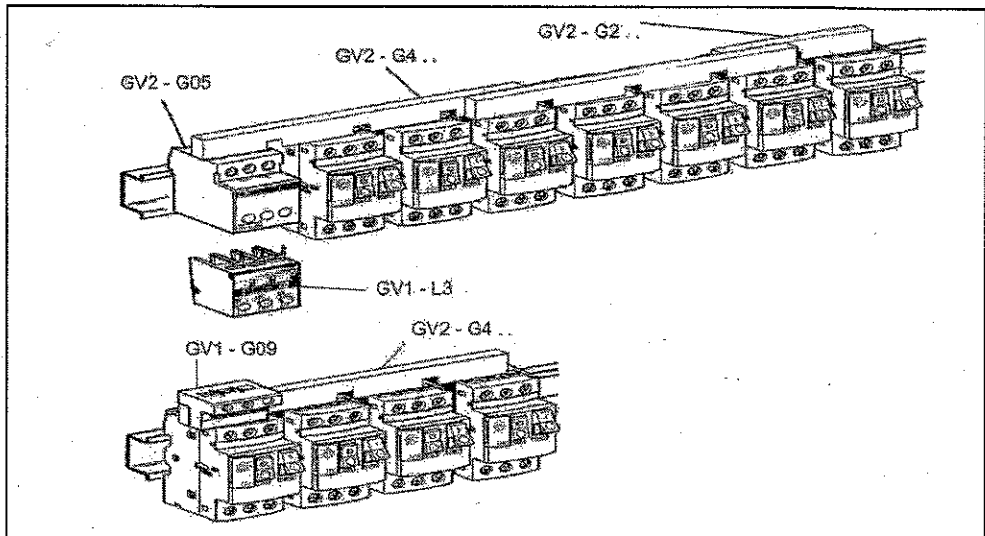 GV2 - G2 . .
GV2 - G4 . .
GV2 - G05
GV1 - L3
GV2 - G4 . .
GV1 - G09